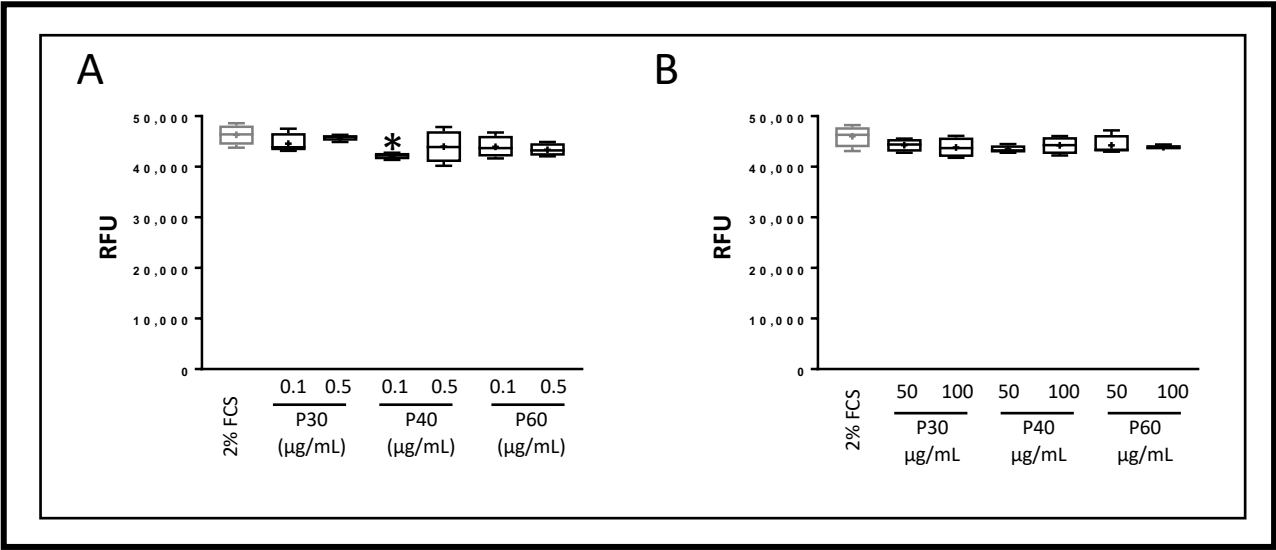 A
B
50,000
40,000
30,000
20,000
10,000
0
RFU
*
2% FCS
0.1 0.5 0.1 0.5 0.1 0.5
P30 P40 P60
(µg/mL) (µg/mL) (µg/mL)
50,000
40,000
30,000
20,000
10,000
0
RFU
2% FCS
50 100 50 100 50 100
P30 P40 P60
µg/mL µg/mL µg/mL